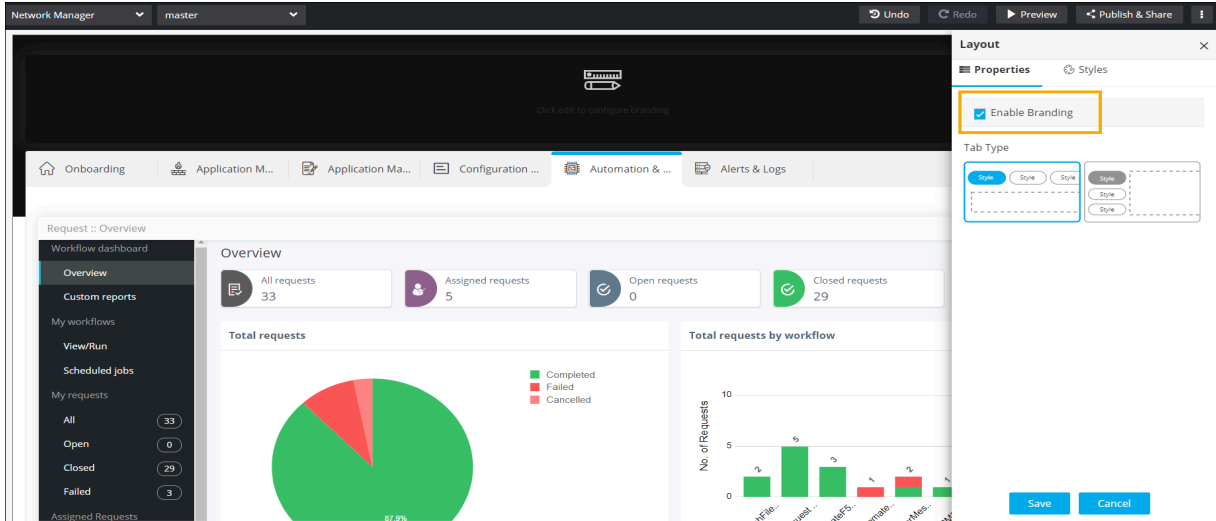 Network Manager master Undo Redo Preview Publish & Share
Layout
Properties Styles
Click edit to configure branding
Enable Branding
Tab Type
Style Style Style
Style
Style
Style
Onboarding Application M... Application Ma... Configuration ... Automation & ... Alerts & Logs
Request :: Overview
Workflow dashboard
Overview
Custom reports
My workflows
View/Run
Scheduled jobs
My requests
All 33
Open 0
Closed 29
Failed 3
Assigned Requests
Overview
All requests
33
Assigned requests
5
Open requests
0
Closed requests
29
Total requests
Completed
Failed
Cancelled
87.9%
Total requests by workflow
No. of Requests
10
5
0
2 5 3 1 2 1
Save Cancel